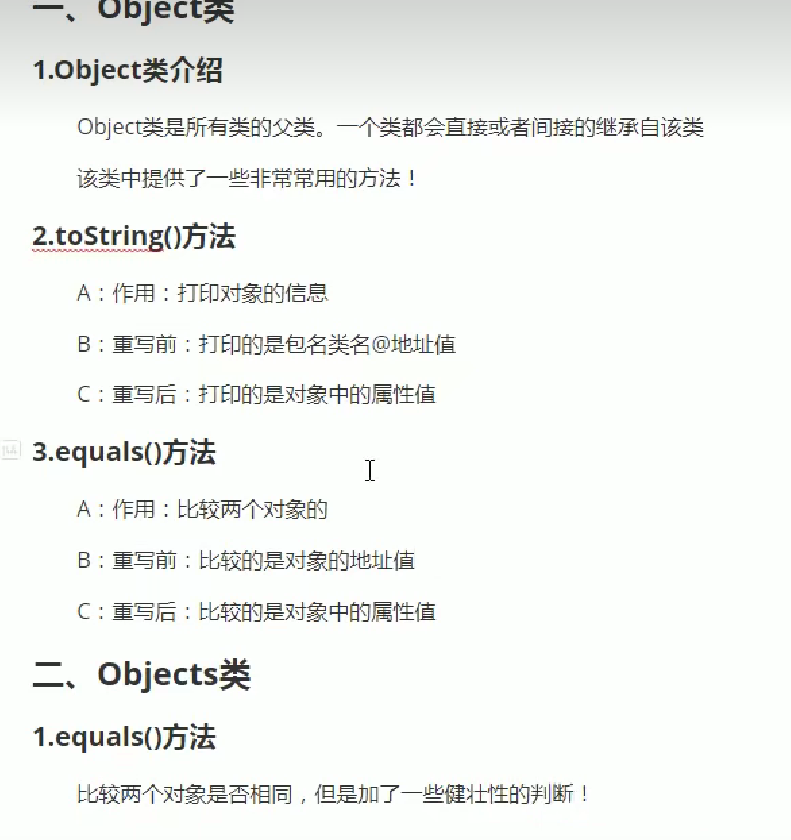 一、Object类
1.Object类介绍
Object类是所有类的父类。一个类都会直接或者间接的继承自该类
该类中提供了一些非常常用的方法！
2.toString()方法
A：作用：打印对象的信息
B：重写前：打印的是包名类名@地址值
C：重写后：打印的是对象中的属性值
3.equals()方法
A：作用：比较两个对象的
B：重写前：比较的是对象的地址值
C：重写后：比较的是对象中的属性值
二、Objects类
1.equals()方法
比较两个对象是否相同，但是加了一些健壮性的判断！